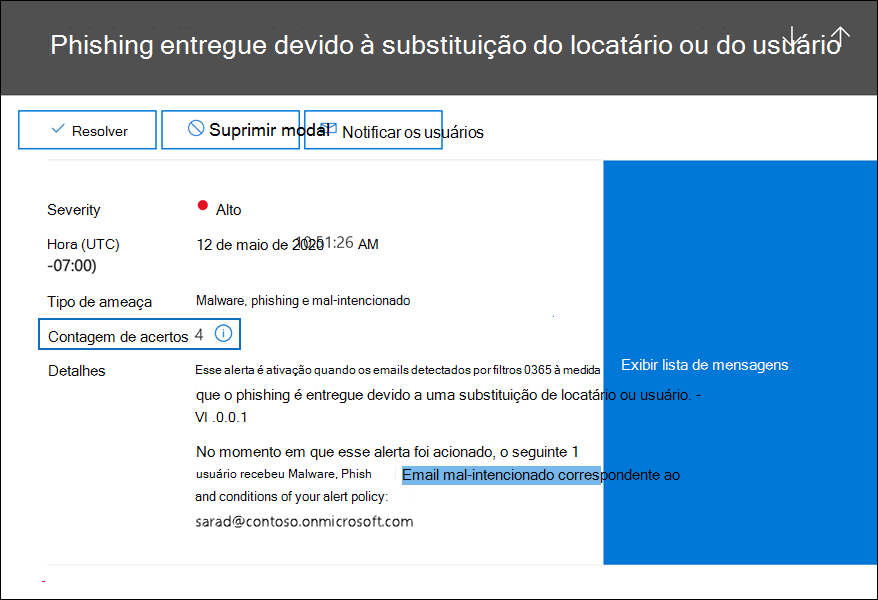 Phishing entregue devido à substituição do locatário ou do usuário
Resolver
Suprimir modal
Notificar os usuários
Severity
Alto
Hora (UTC)
-07:00)
12 de maio de 2020 10:51:26 AM
Tipo de ameaça
Malware, phishing e mal-intencionado
Contagem de acertos 4
Detalhes
Esse alerta é ativação quando os emails detectados por filtros 0365 à medida
que o phishing é entregue devido a uma substituição de locatário ou usuário. -
VI .0.0.1
No momento em que esse alerta foi acionado, o seguinte 1
usuário recebeu Malware, Phish Email mal-intencionado correspondente ao
and conditions of your alert policy:
sarad@contoso.onmicrosoft.com
Exibir lista de mensagens